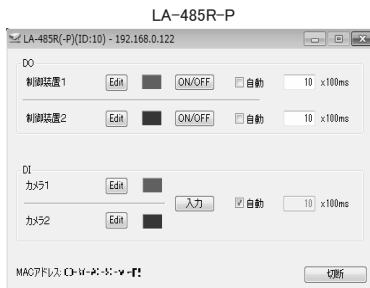 LA-485R-P
LA-485R(-P)(ID:10) - 192.168.0.122
DO
制御装置1 Edit ON/OFF 自動 10 x100ms
制御装置2 Edit ON/OFF 自動 10 x100ms
DI
カメラ1 Edit
入力 自動 10 x100ms
カメラ2 Edit
MACアドレス:
切断